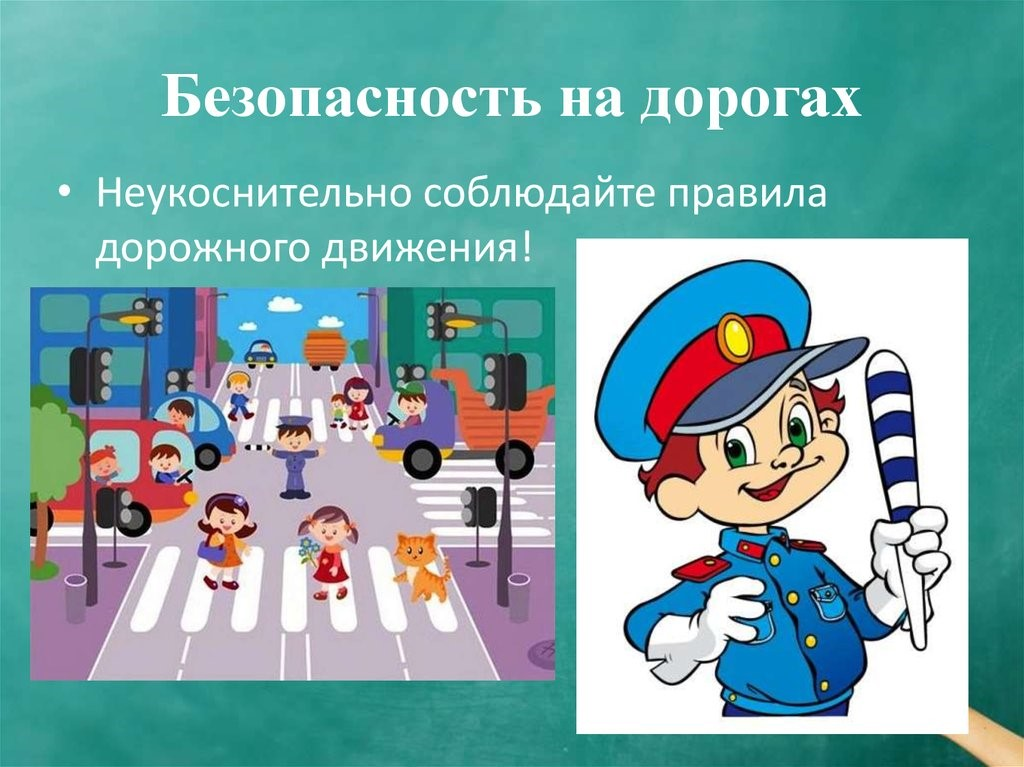 Безопасность на дорогах
• Неукоснительно соблюдайте правила
дорожного движения!